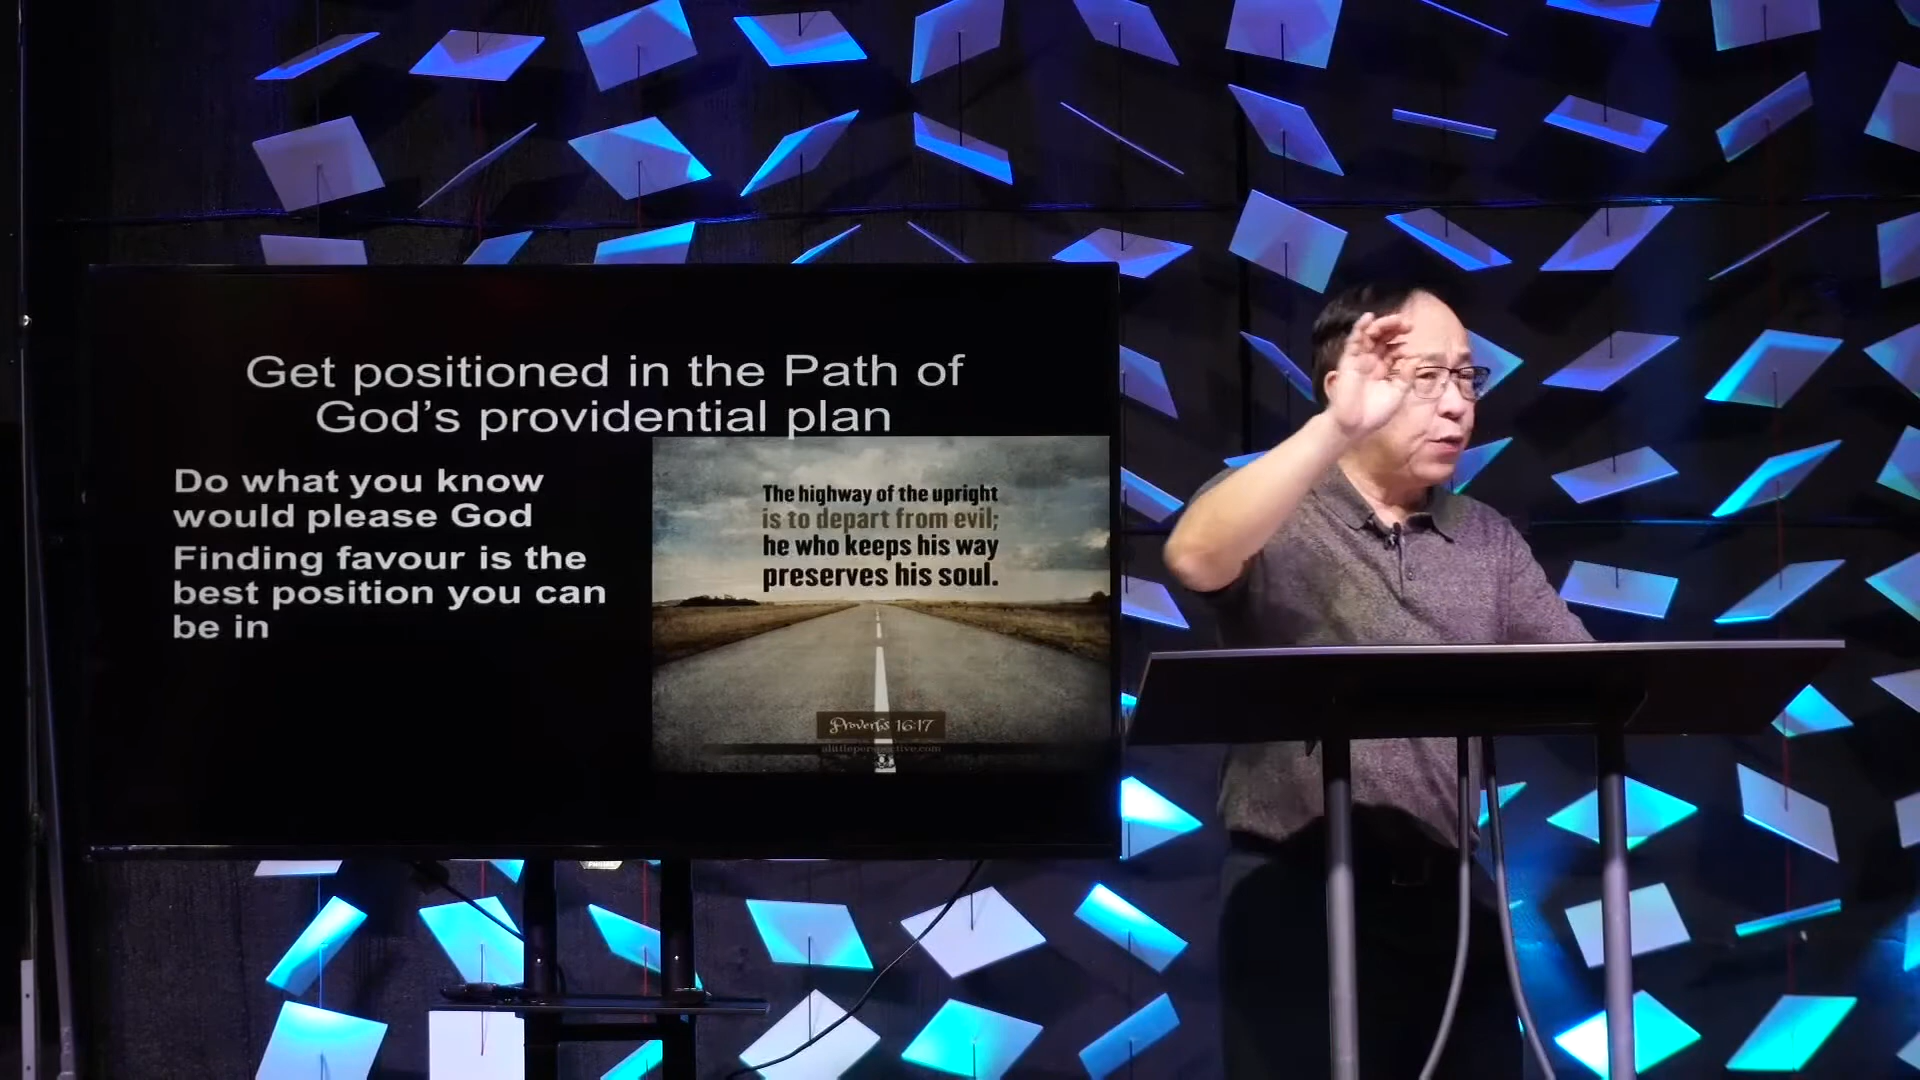 Get positioned in the Path of
God’s providential plan
Do what you know
would please God
Finding favour is the
best position you can
be in
The highway of the upright
is to depart from evil;
he who keeps his way
preserves his soul.
Proverbs 16:17
alittleperspective.com